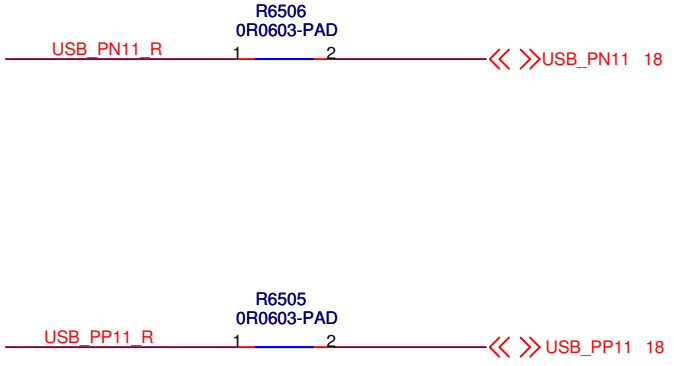 R6506
0R0603-PAD
USB_PN11_R 1 2 USB_PN11 18
R6505
0R0603-PAD
USB_PP11_R 1 2 USB_PP11 18